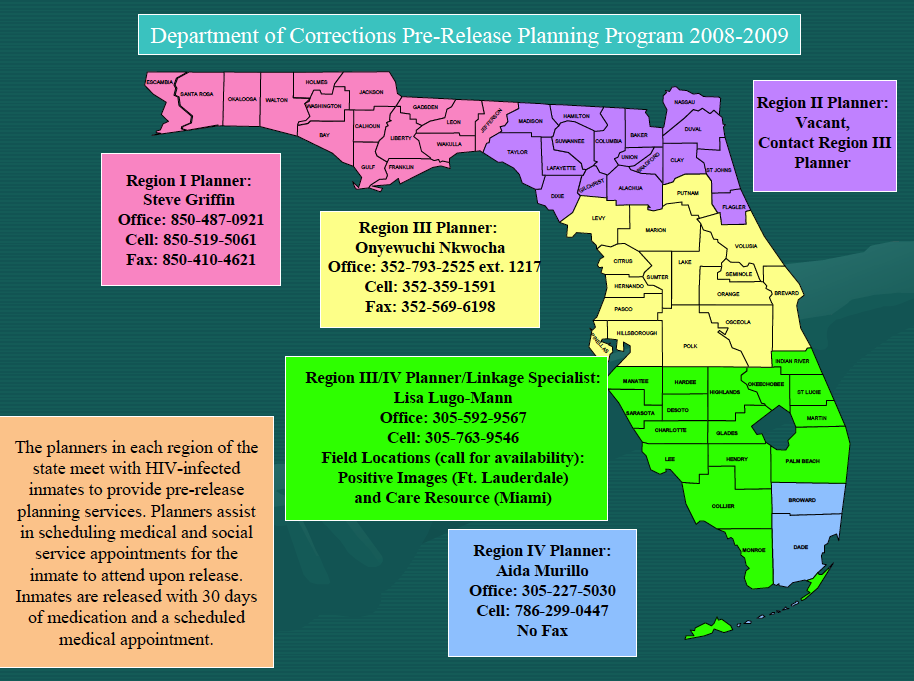 Department of Corrections Pre-Release Planning Program 2008-2009
Region I Planner:
Steve Griffin
Office: 850-487-0921
Cell: 850-519-5061
Fax: 850-410-4621
Region II Planner:
Vacant,
Contact Region III
Planner
Region III Planner:
Onyewuchi Nkwocha
Office: 352-793-2525 ext. 1217
Cell: 352-359-1591
Fax: 352-569-6198
Region III/IV Planner/Linkage Specialist:
Lisa Lugo-Mann
Office: 305-592-9567
Cell: 305-763-9546
Field Locations (call for availability):
Positive Images (Ft. Lauderdale)
and Care Resource (Miami)
Region IV Planner:
Aida Murillo
Office: 305-227-5030
Cell: 786-299-0447
No Fax
The planners in each region of the
state meet with HIV-infected
inmates to provide pre-release
planning services. Planners assist
in scheduling medical and social
service appointments for the
inmate to attend upon release.
Inmates are released with 30 days
of medication and a scheduled
medical appointment.
ESCAMBIA
SANTA ROSA
OKALOOSA
WALTON
HOLMES
WASHINGTON
JACKSON
BAY
CALHOUN
GULF
GADSDEN
LIBERTY
FRANKLIN
LEON
WAKULLA
JEFFERSON
MADISON
TAYLOR
HAMILTON
SUWANNEE
LAFAYETTE
DIXIE
COLUMBIA
GILCHRIST
BAKER
UNION
BRADFORD
ALACHUA
NASSAU
DUVAL
CLAY
ST JOHNS
PUTNAM
FLAGLER
LEVY
MARION
VOLUSIA
CITRUS
SUMTER
LAKE
SEMINOLE
HERNANDO
ORANGE
BREVARD
PASCO
OSCEOLA
HILLSBOROUGH
PINELLAS
POLK
INDIAN RIVER
MANATEE
HARDEE
HIGHLANDS
OKEECHOBEE
ST LUCIE
SARASOTA
DESOTO
MARTIN
CHARLOTTE
GLADES
LEE
HENDRY
PALM BEACH
COLLIER
BROWARD
MONROE
DADE